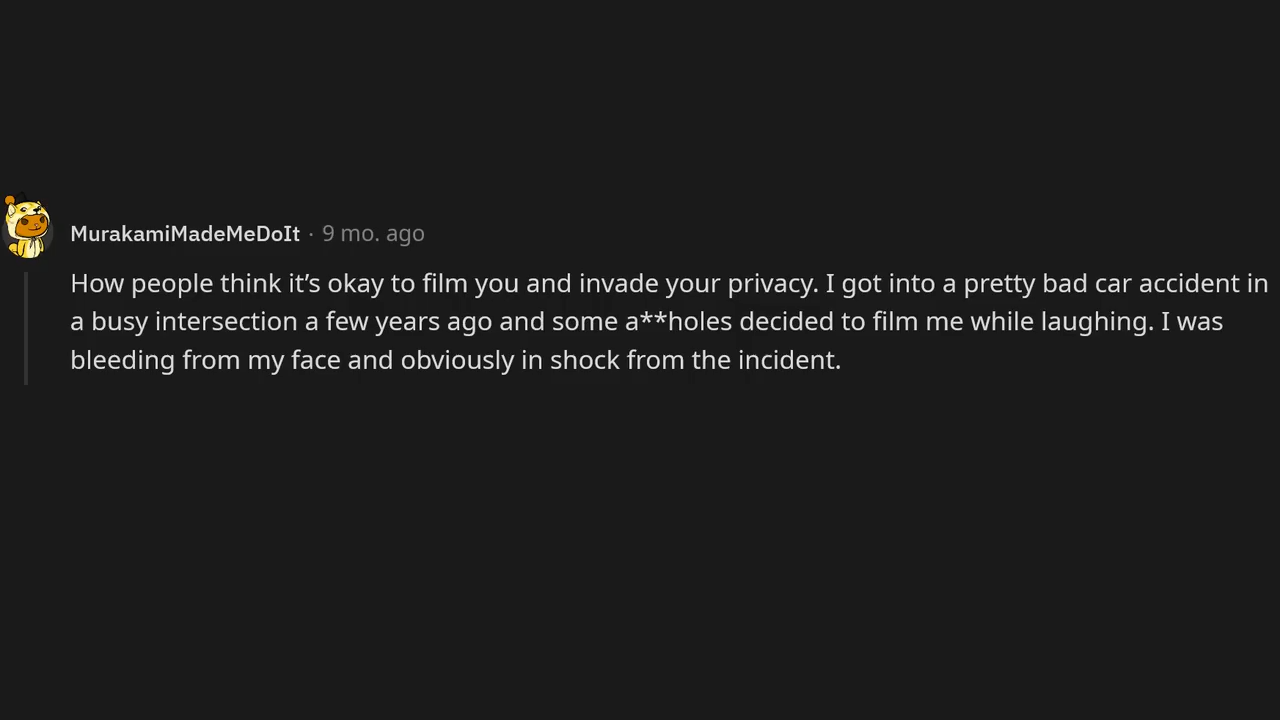 MurakamiMadeMeDoIt · 9 mo. ago
How people think it’s okay to film you and invade your privacy. I got into a pretty bad car accident in
a busy intersection a few years ago and some a**holes decided to film me while laughing. I was
bleeding from my face and obviously in shock from the incident.